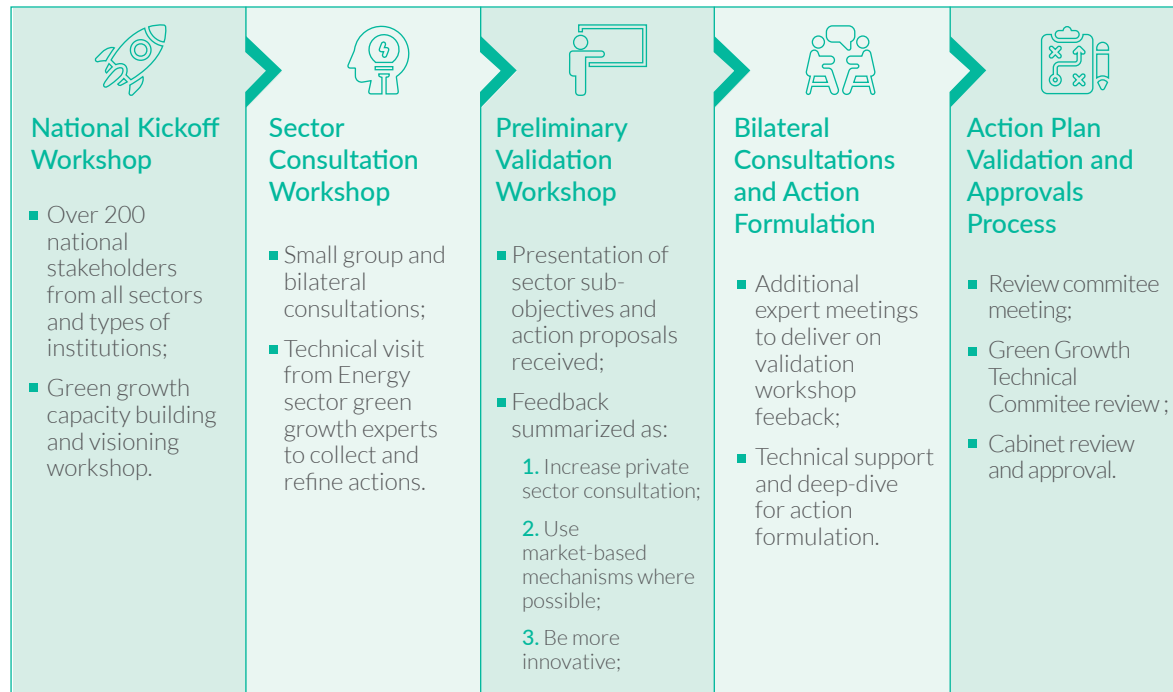 National Kickoff
Workshop
▪ Over 200
national
stakeholders
from all sectors
and types of
institutions;
▪ Green growth
capacity building
and visioning
workshop.
Sector
Consultation
Workshop
▪ Small group and
bilateral
consultations;
▪ Technical visit
from Energy
sector green
growth experts
to collect and
refine actions.
Preliminary
Validation
Workshop
▪ Presentation of
sector sub-
objectives and
action proposals
received;
▪ Feedback
summarized as:
1. Increase private
sector consultation;
2. Use
market-based
mechanisms where
possible;
3. Be more
innovative;
Bilateral
Consultations
and Action
Formulation
▪ Additional
expert meetings
to deliver on
validation
workshop
feeback;
▪ Technical support
and deep-dive
for action
formulation.
Action Plan
Validation and
Approvals
Process
▪ Review commitee
meeting;
▪ Green Growth
Technical
Commitee review ;
▪ Cabinet review
and approval.